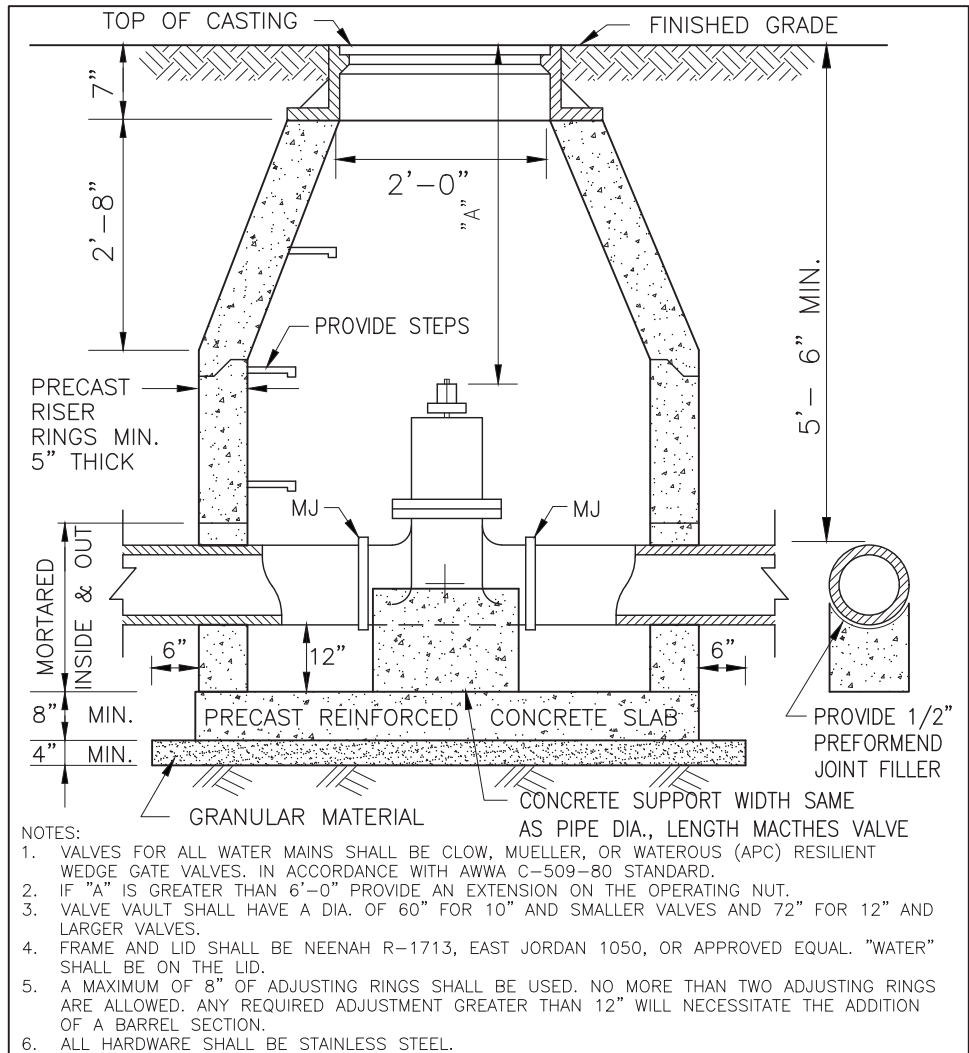 TOP OF CASTING
FINISHED GRADE
7”
2’-8”
2’-0”
"A"
5’- 6” MIN.
PROVIDE STEPS
PRECAST
RISER
RINGS MIN.
5” THICK
MJ
MJ
MORTARED
INSIDE & OUT
6”
12”
6”
8” MIN.
PRECAST REINFORCED CONCRETE SLAB
4” MIN.
PROVIDE 1/2”
PREFORMEND
JOINT FILLER
GRANULAR MATERIAL
CONCRETE SUPPORT WIDTH SAME
AS PIPE DIA., LENGTH MACTHES VALVE
NOTES:
1. VALVES FOR ALL WATER MAINS SHALL BE CLOW, MUELLER, OR WATEROUS (APC) RESILIENT
WEDGE GATE VALVES. IN ACCORDANCE WITH AWWA C-509-80 STANDARD.
2. IF "A" IS GREATER THAN 6’-0” PROVIDE AN EXTENSION ON THE OPERATING NUT.
3. VALVE VAULT SHALL HAVE A DIA. OF 60” FOR 10” AND SMALLER VALVES AND 72” FOR 12” AND
LARGER VALVES.
4. FRAME AND LID SHALL BE NEENAH R-1713, EAST JORDAN 1050, OR APPROVED EQUAL. "WATER"
SHALL BE ON THE LID.
5. A MAXIMUM OF 8” OF ADJUSTING RINGS SHALL BE USED. NO MORE THAN TWO ADJUSTING RINGS
ARE ALLOWED. ANY REQUIRED ADJUSTMENT GREATER THAN 12” WILL NECESSITATE THE ADDITION
OF A BARREL SECTION.
6. ALL HARDWARE SHALL BE STAINLESS STEEL.